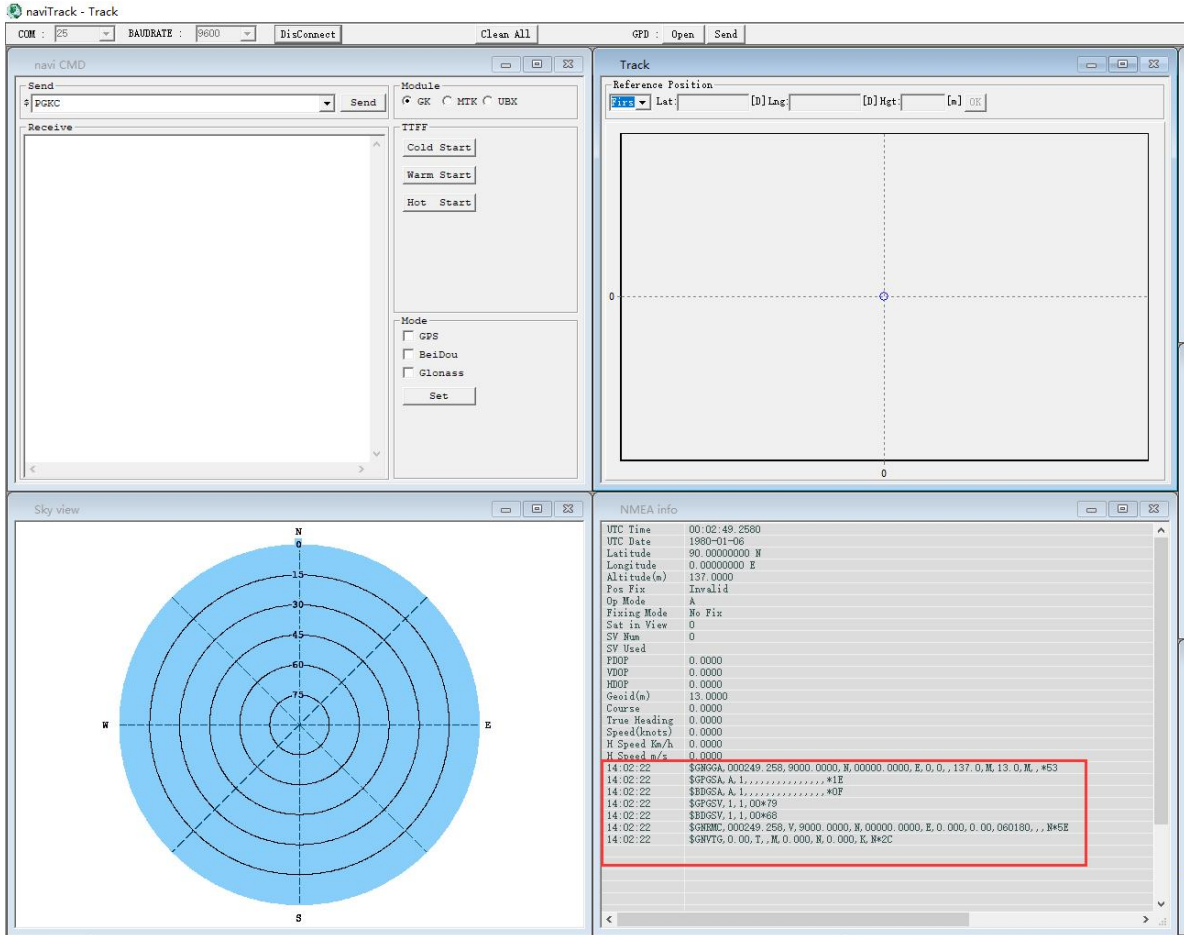 naviTrack - Track
COM : 25 BAUDRATE : 9600 DisConnect Clean All GPD : Open Send
navi CMD
Send
$ PGKC Send
Receive
Module
GK MTK UBX
TTFF
Cold Start
Warm Start
Hot Start
Mode
GPS
BeiDou
Glonass
Set
Track
Reference Position
Firs Lat: [D] Lng: [D] Hgt: [m] OK
0
0
Sky view
N
0
15
30
45
60
75
W
E
S
NMEA info
UTC Time 00:02:49.2580
UTC Date 1980-01-06
Latitude 90.00000000 N
Longitude 0.00000000 E
Altitude(m) 137.0000
Pos Fix Invalid
Op Mode A
Fixing Mode No Fix
Sat in View 0
SV Num 0
SV Used
PDOP 0.0000
VDOP 0.0000
HDOP 0.0000
Geoid(m) 13.0000
Course 0.0000
True Heading 0.0000
Speed(knots) 0.0000
H Speed Km/h 0.0000
H Speed m/s 0.0000
14:02:22 $GNGGA,000249.258,9000.0000,N,00000.0000,E,0,0,,137.0,M,13.0,M,,*53
14:02:22 $GPGSA,A,1,,,,,,,,,,,,,,,*1E
14:02:22 $BDGSA,A,1,,,,,,,,,,,,,,,*0F
14:02:22 $GPGSV,1,1,00*79
14:02:22 $BDGSV,1,1,00*68
14:02:22 $GNRMC,000249.258,V,9000.0000,N,00000.0000,E,0.000,0.00,060180,,,N*5E
14:02:22 $GNVTG,0.00,T,,M,0.000,N,0.000,K,N*2C